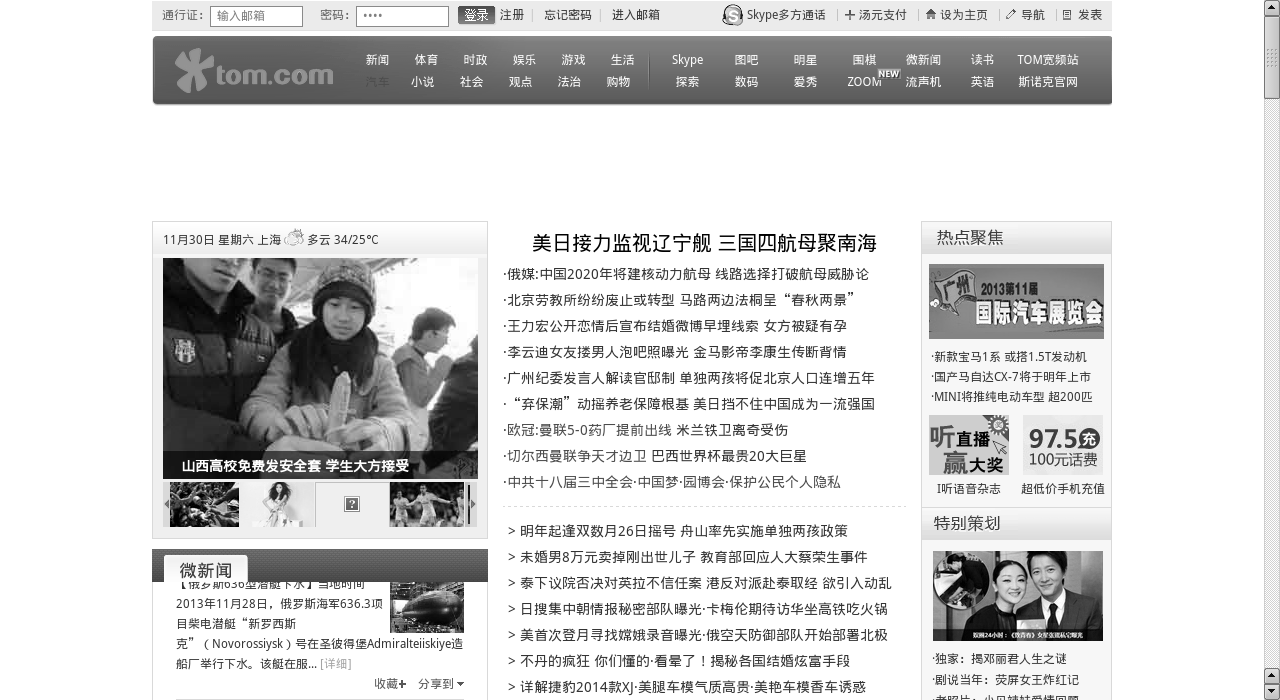 通行证: 输入邮箱 密码: •••• 登录 注册 忘记密码 进入邮箱 Skype多方通话 汤元支付 设为主页 导航 发表
tom.com
新闻 体育 时政 娱乐 游戏 生活 Skype 图吧 明星 围棋 微新闻 读书 TOM宽频站
汽车 小说 社会 观点 法治 购物 探索 数码 爱秀 ZOOM NEW 流声机 英语 斯诺克官网
11月30日 星期六 上海 多云 34/25℃
山西高校免费发安全套 学生大方接受
微新闻
【俄罗斯636型潜艇下水】当地时间
2013年11月28日，俄罗斯海军636.3项
目柴电潜艇“新罗西斯
克”（Novorossiysk）号在圣彼得堡Admiralteiiskiye造
船厂举行下水。该艇在服... [详细]
收藏+ 分享到
美日接力监视辽宁舰 三国四航母聚南海
·俄媒:中国2020年将建核动力航母 线路选择打破航母威胁论
·北京劳教所纷纷废止或转型 马路两边法桐呈“春秋两景”
·王力宏公开恋情后宣布结婚微博早埋线索 女方被疑有孕
·李云迪女友搂男人泡吧照曝光 金马影帝李康生传断背情
·广州纪委发言人解读官邸制 单独两孩将促北京人口连增五年
·“弃保潮”动摇养老保障根基 美日挡不住中国成为一流强国
·欧冠:曼联5-0药厂提前出线 米兰铁卫离奇受伤
·切尔西曼联争天才边卫 巴西世界杯最贵20大巨星
·中共十八届三中全会·中国梦·园博会·保护公民个人隐私
> 明年起逢双数月26日摇号 舟山率先实施单独两孩政策
> 未婚男8万元卖掉刚出世儿子 教育部回应人大蔡荣生事件
> 泰下议院否决对英拉不信任案 港反对派赴泰取经 欲引入动乱
> 日搜集中朝情报秘密部队曝光·卡梅伦期待访华坐高铁吃火锅
> 美首次登月寻找嫦娥录音曝光·俄空天防御部队开始部署北极
> 不丹的疯狂 你们懂的·看晕了！揭秘各国结婚炫富手段
> 详解捷豹2014款XJ·美腿车模气质高贵·美艳车模香车诱惑
热点聚焦
广州 2013第11届
国际汽车展览会
·新款宝马1系 或搭1.5T发动机
·国产马自达CX-7将于明年上市
·MINI将推纯电动车型 超200匹
听直播
赢大奖
97.5充
100元话费
I听语音杂志 超低价手机充值
特别策划
·独家：揭邓丽君人生之谜
·剧说当年：荧屏女王炸红记